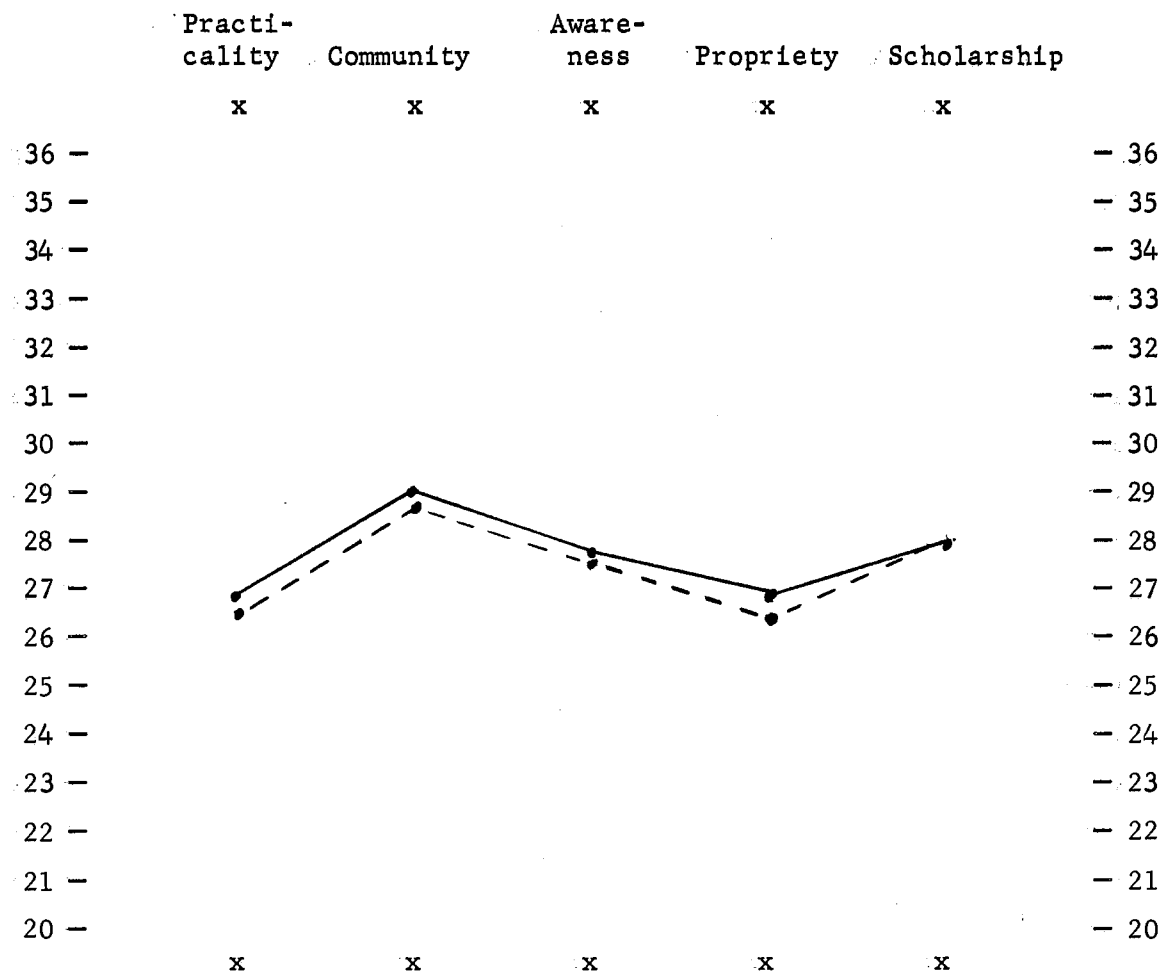 Practi- Aware-
cality Community ness Propriety Scholarship
x x x x x
36 — — 36
35 — — 35
34 — — 34
33 — — 33
32 — — 32
31 — — 31
30 — — 30
29 — — 29
28 — — 28
27 — — 27
26 — — 26
25 — — 25
24 — — 24
23 — — 23
22 — — 22
21 — — 21
20 — — 20
x x x x x